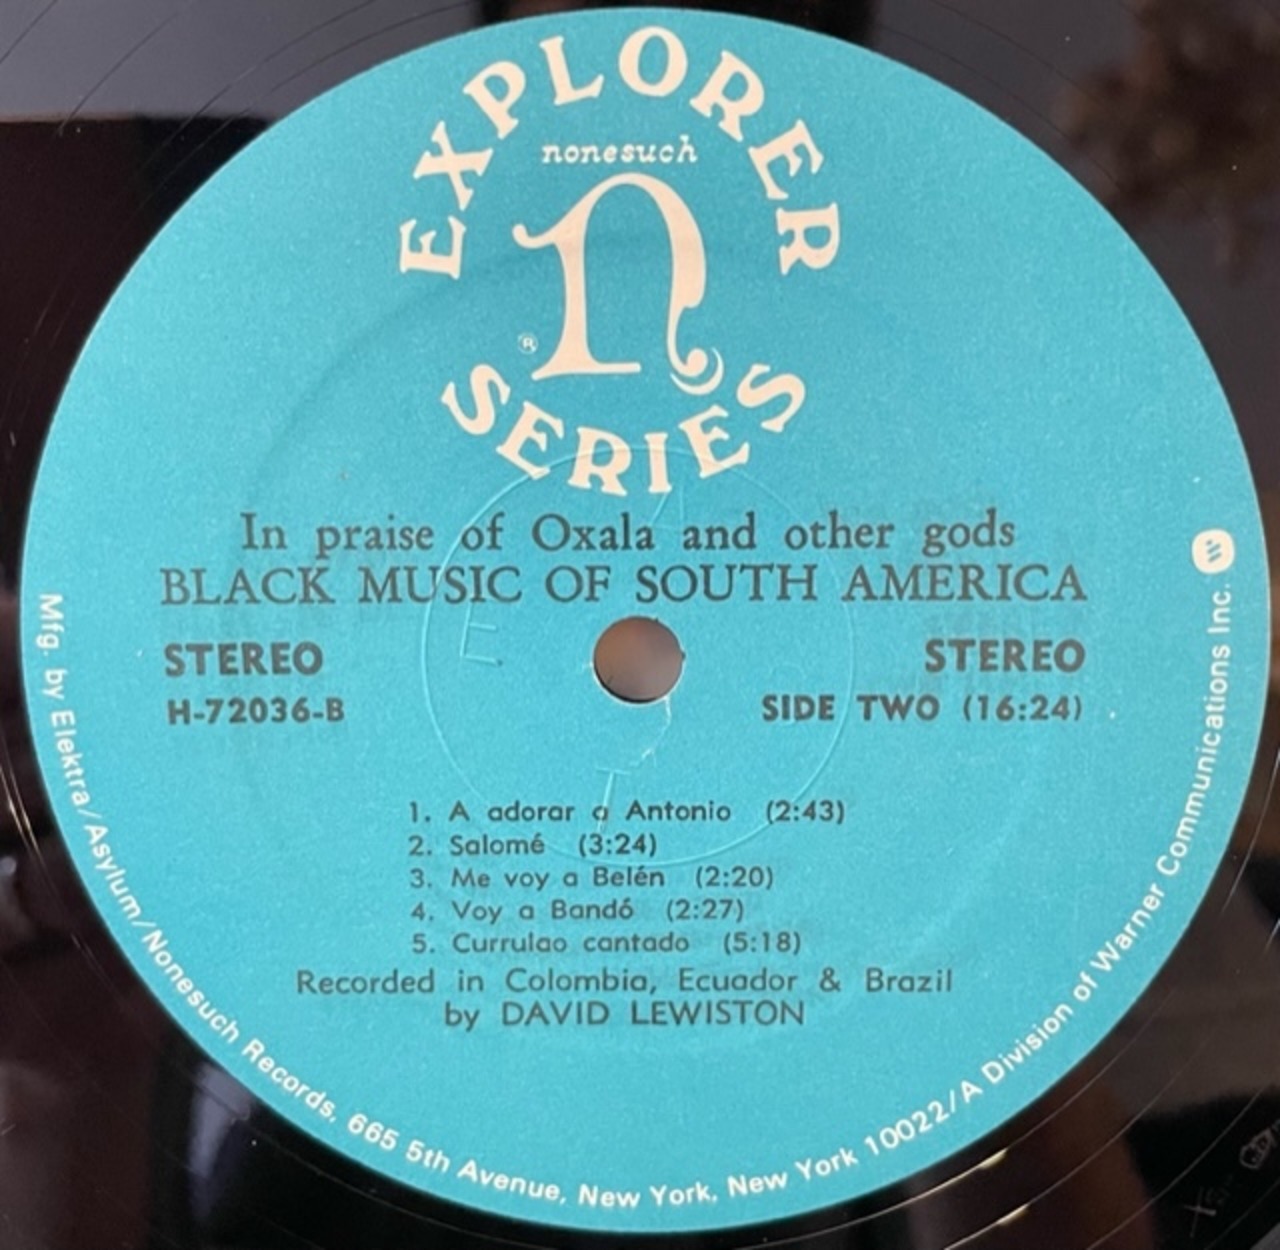 EXPLORER
nonesuch
n
®
SERIES
In praise of Oxala and other gods
BLACK MUSIC OF SOUTH AMERICA
STEREO STEREO
H-72036-B SIDE TWO (16:24)
1. A adorar a Antonio (2:43)
2. Salomé (3:24)
3. Me voy a Belén (2:20)
4. Voy a Bandó (2:27)
5. Currulao cantado (5:18)
Recorded in Colombia, Ecuador & Brazil
by DAVID LEWISTON
Mfg. by Elektra/Asylum/Nonesuch Records, 665 5th Avenue, New York, New York 10022/A Division of Warner Communications Inc.